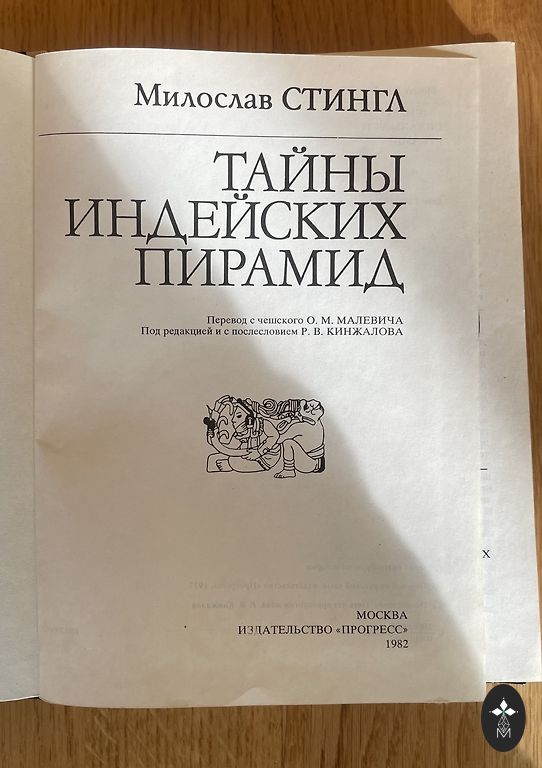 Милослав СТИНГЛ
ТАЙНЫ
ИНДЕЙСКИХ
ПИРАМИД
Перевод с чешского О. М. МАЛЕВИЧА
Под редакцией и с послесловием Р. В. КИНЖАЛОВА
Х
МОСКВА
ИЗДАТЕЛЬСТВО «ПРОГРЕСС»
1982
M